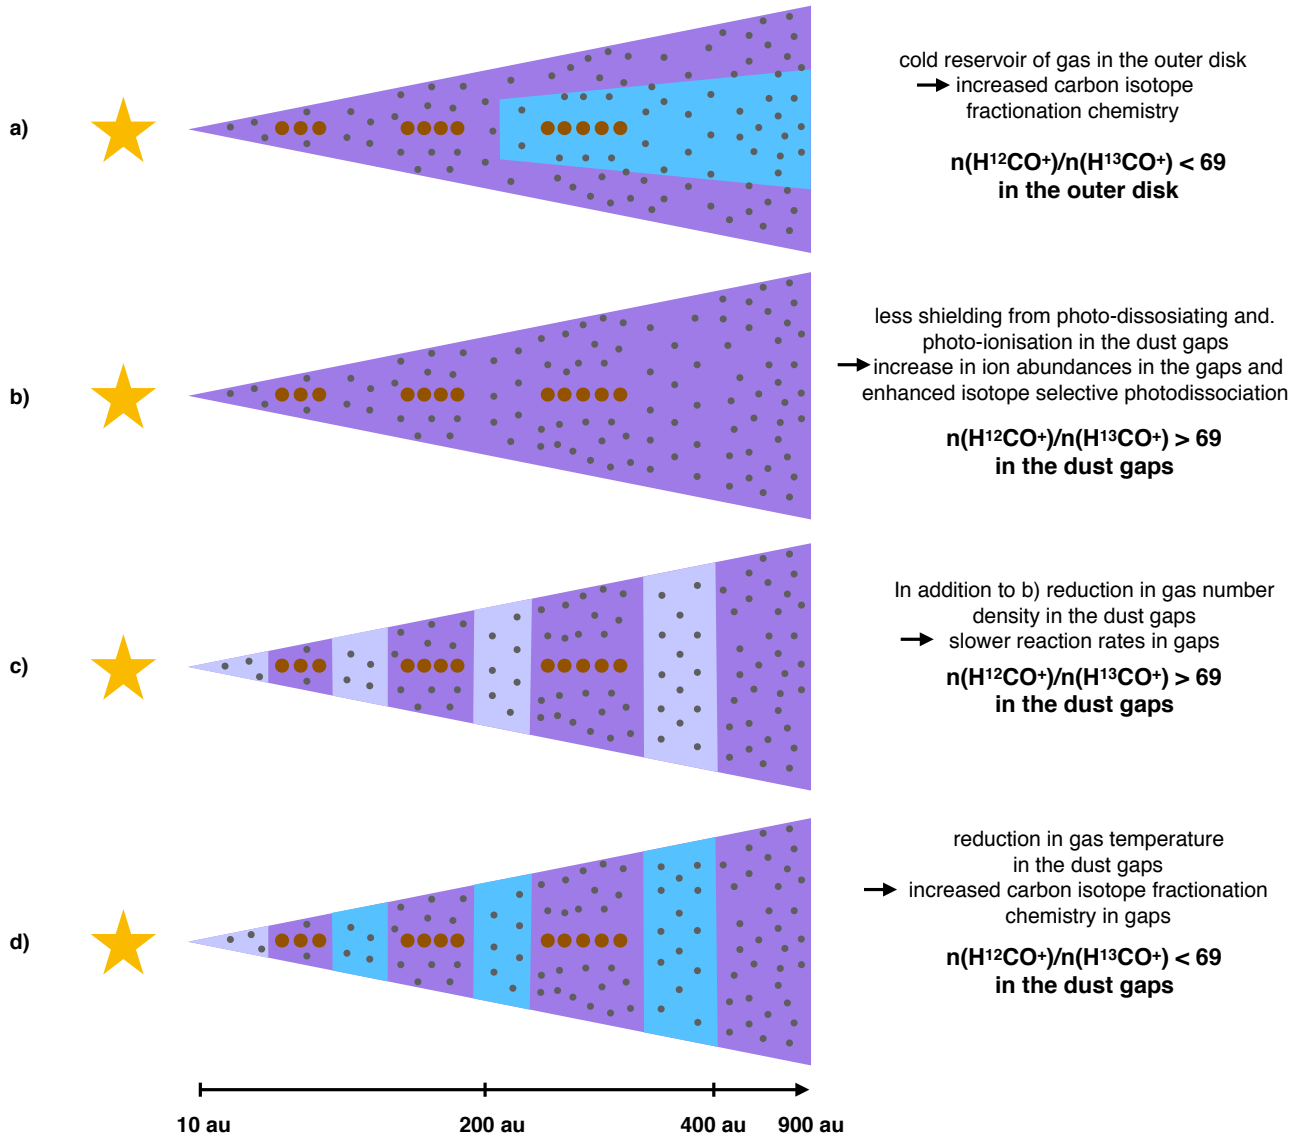 a)
cold reservoir of gas in the outer disk
→ increased carbon isotope
fractionation chemistry
n(H¹²CO⁺)/n(H¹³CO⁺) < 69
in the outer disk
b)
less shielding from photo-dissosiating and.
photo-ionisation in the dust gaps
→ increase in ion abundances in the gaps and
enhanced isotope selective photodissociation
n(H¹²CO⁺)/n(H¹³CO⁺) > 69
in the dust gaps
c)
In addition to b) reduction in gas number
density in the dust gaps
→ slower reaction rates in gaps
n(H¹²CO⁺)/n(H¹³CO⁺) > 69
in the dust gaps
d)
reduction in gas temperature
in the dust gaps
→ increased carbon isotope fractionation
chemistry in gaps
n(H¹²CO⁺)/n(H¹³CO⁺) < 69
in the dust gaps
10 au 200 au 400 au 900 au